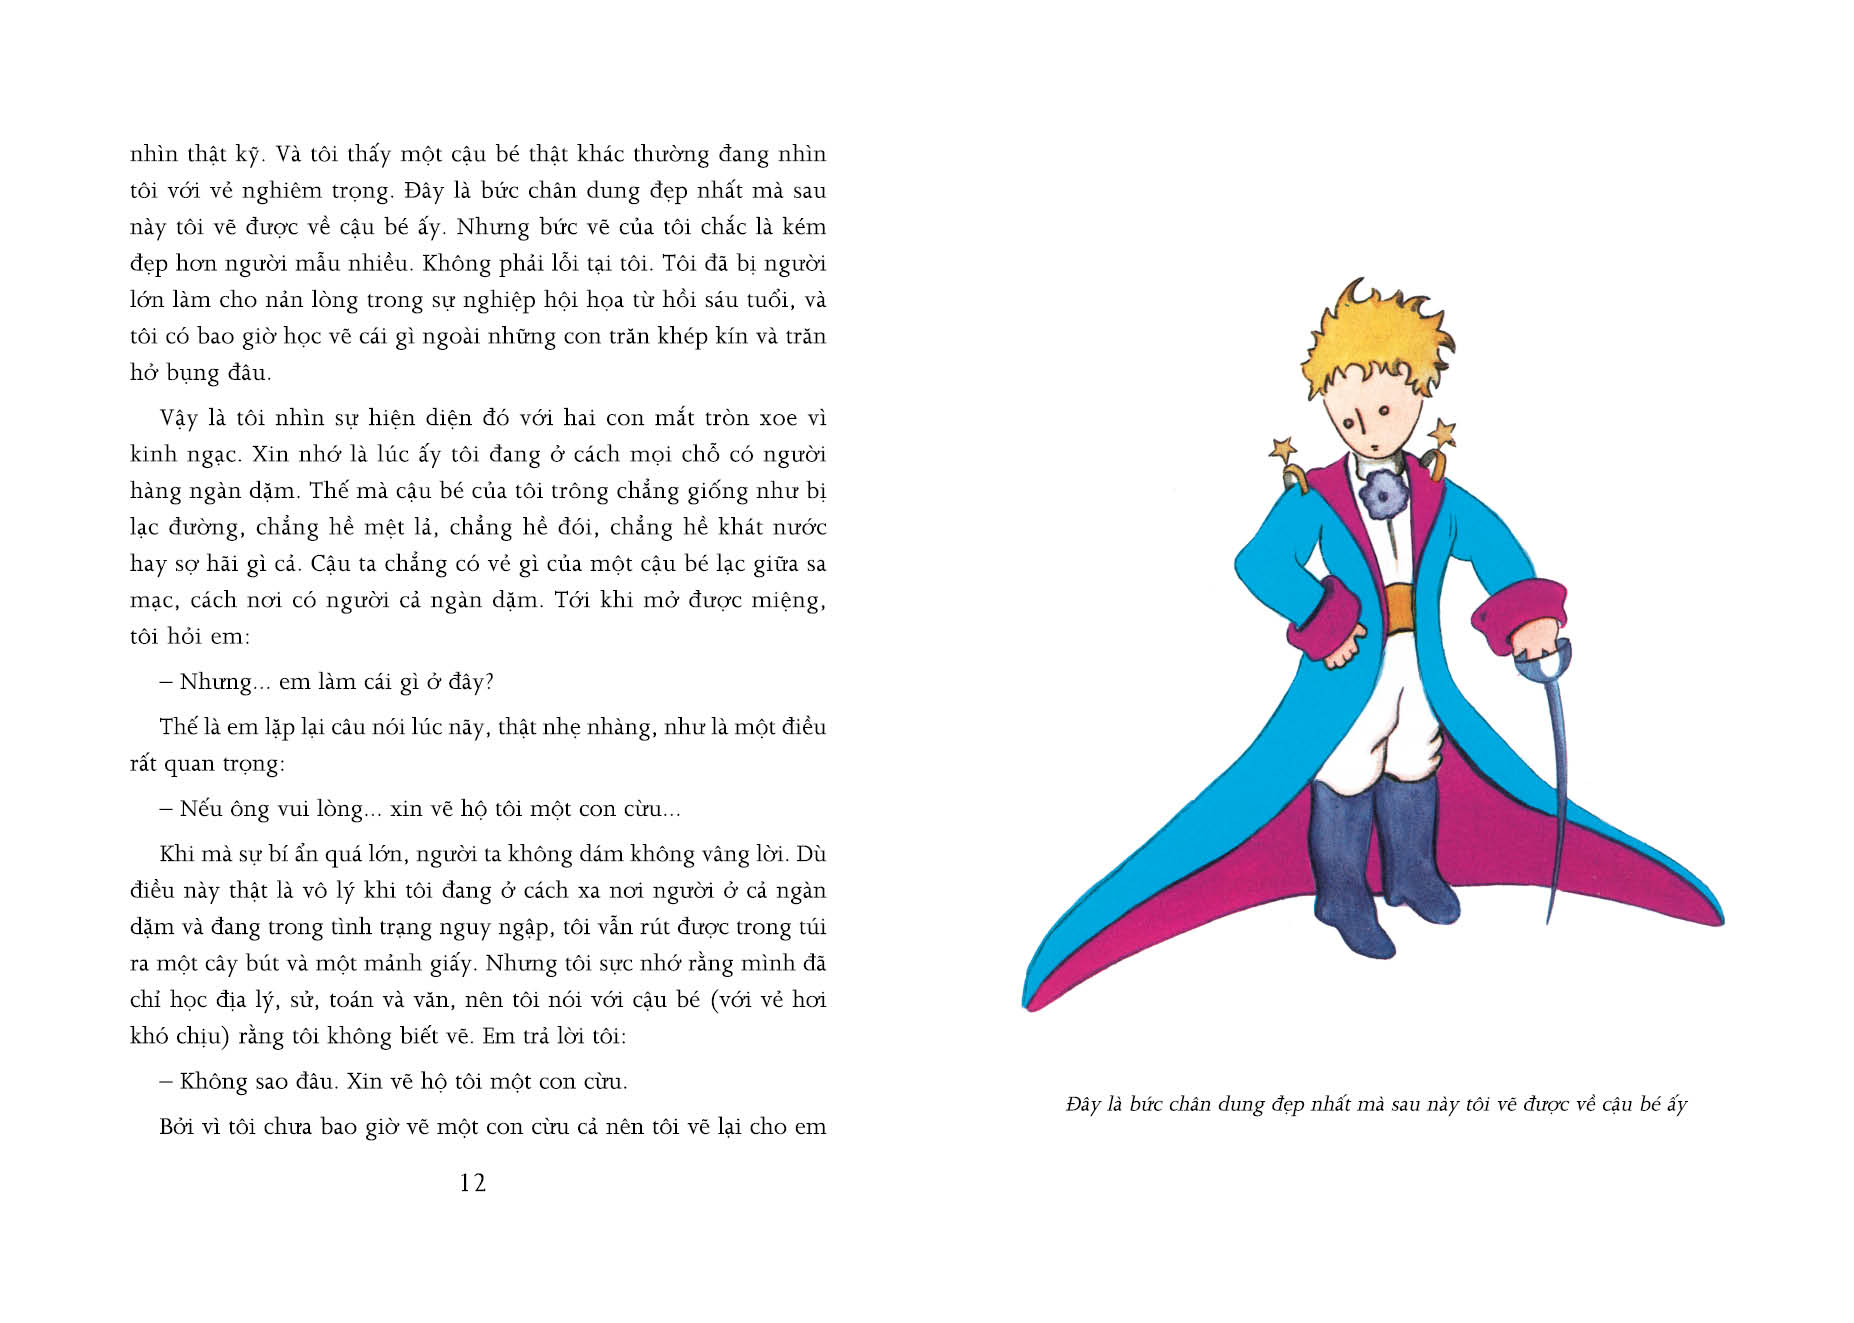 nhìn thật kỹ. Và tôi thấy một cậu bé thật khác thường đang nhìn
tôi với vẻ nghiêm trọng. Đây là bức chân dung đẹp nhất mà sau
này tôi vẽ được về cậu bé ấy. Nhưng bức vẽ của tôi chắc là kém
đẹp hơn người mẫu nhiều. Không phải lỗi tại tôi. Tôi đã bị người
lớn làm cho nản lòng trong sự nghiệp hội họa từ hồi sáu tuổi, và
tôi có bao giờ học vẽ cái gì ngoài những con trăn khép kín và trăn
hở bụng đâu.
Vậy là tôi nhìn sự hiện diện đó với hai con mắt tròn xoe vì
kinh ngạc. Xin nhớ là lúc ấy tôi đang ở cách mọi chỗ có người
hàng ngàn dặm. Thế mà cậu bé của tôi trông chẳng giống như bị
lạc đường, chẳng hề mệt lả, chẳng hề đói, chẳng hề khát nước
hay sợ hãi gì cả. Cậu ta chẳng có vẻ gì của một cậu bé lạc giữa sa
mạc, cách nơi có người cả ngàn dặm. Tới khi mở được miệng,
tôi hỏi em:
– Nhưng... em làm cái gì ở đây?
Thế là em lặp lại câu nói lúc nãy, thật nhẹ nhàng, như là một điều
rất quan trọng:
– Nếu ông vui lòng... xin vẽ hộ tôi một con cừu...
Khi mà sự bí ẩn quá lớn, người ta không dám không vâng lời. Dù
điều này thật là vô lý khi tôi đang ở cách xa nơi người ở cả ngàn
dặm và đang trong tình trạng nguy ngập, tôi vẫn rút được trong túi
ra một cây bút và một mảnh giấy. Nhưng tôi sực nhớ rằng mình đã
chỉ học địa lý, sử, toán và văn, nên tôi nói với cậu bé (với vẻ hơi
khó chịu) rằng tôi không biết vẽ. Em trả lời tôi:
– Không sao đâu. Xin vẽ hộ tôi một con cừu.
Bởi vì tôi chưa bao giờ vẽ một con cừu cả nên tôi vẽ lại cho em
12
Đây là bức chân dung đẹp nhất mà sau này tôi vẽ được về cậu bé ấy